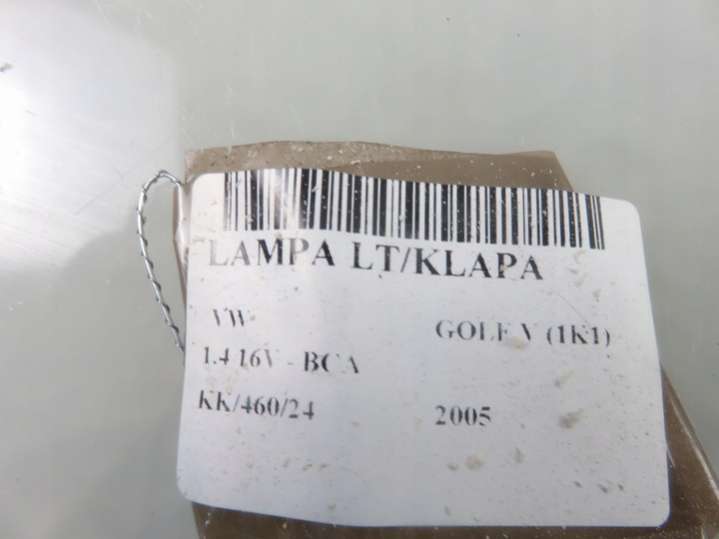 LAMPA LT/KLAPA
VW GOLF V (1K1)
1.4 16V - BCA
KK/460/24 2005